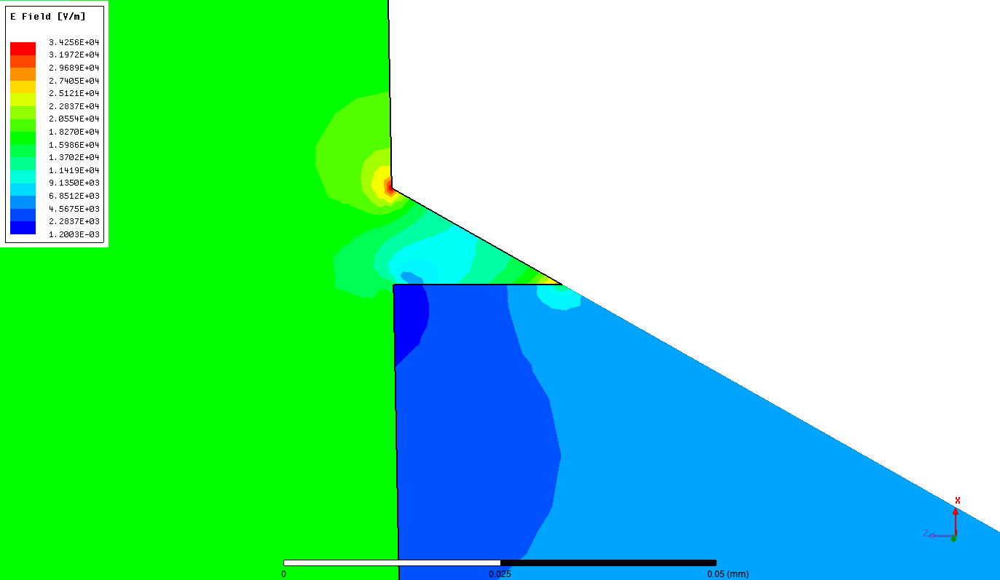 E Field [V/m]
3.4256E+04
3.1972E+04
2.9689E+04
2.7405E+04
2.5121E+04
2.2837E+04
2.0554E+04
1.8270E+04
1.5986E+04
1.3702E+04
1.1419E+04
9.1350E+03
6.8512E+03
4.5675E+03
2.2837E+03
1.2003E-03
X
Z
0 0.025 0.05 (mm)